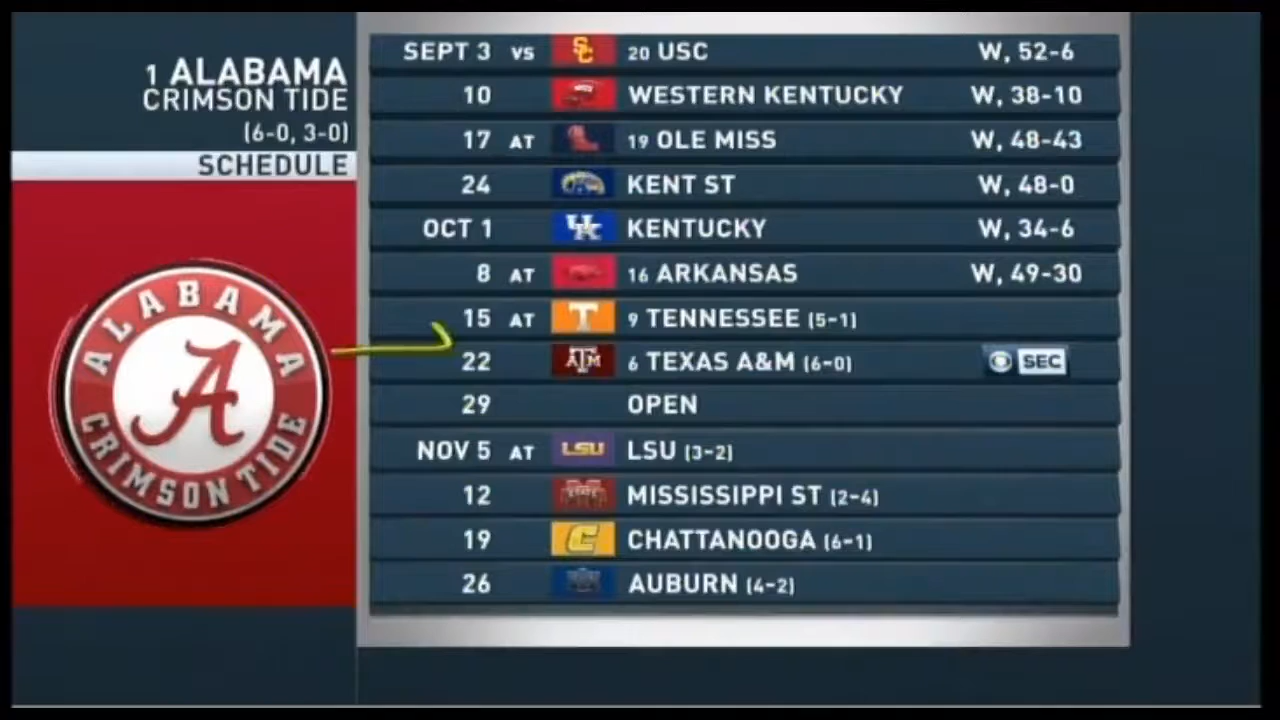 1 ALABAMA
CRIMSON TIDE
(6-0, 3-0)
SCHEDULE
ALABAMA
A
CRIMSON TIDE
SEPT 3 VS SC 20 USC W, 52-6
10 WESTERN KENTUCKY W, 38-10
17 AT 19 OLE MISS W, 48-43
24 KENT ST W, 48-0
OCT 1 UK KENTUCKY W, 34-6
8 AT 16 ARKANSAS W, 49-30
15 AT T 9 TENNESSEE (5-1)
22 ATM 6 TEXAS A&M (6-0) SEC
29 OPEN
NOV 5 AT LSU LSU (3-2)
12 STATE MISSISSIPPI ST (2-4)
19 C CHATTANOOGA (6-1)
26 AUBURN (4-2)